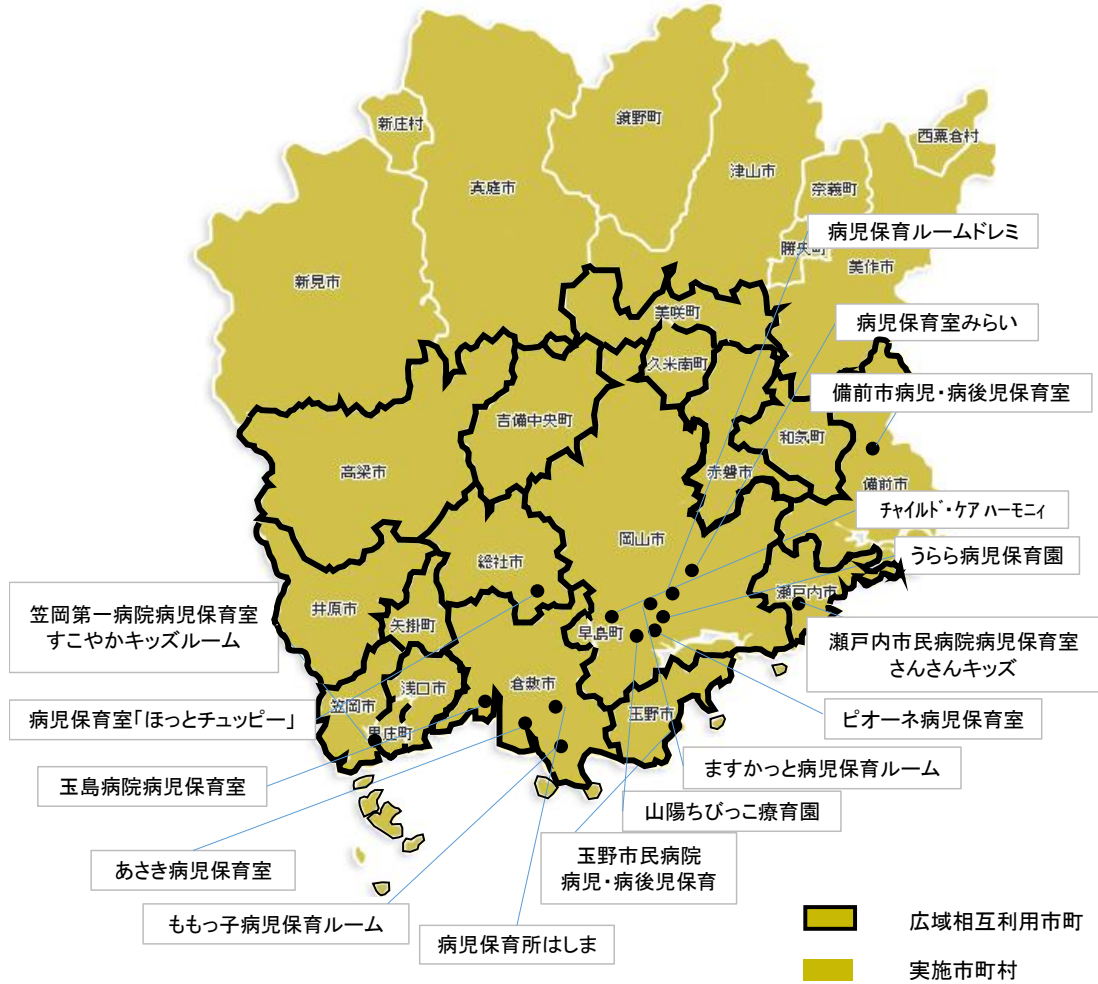 新庄村
鏡野町
西粟倉村
津山市
奈義町
真庭市
病児保育ルームドレミ
勝央町
美作市
新見市
美咲町
病児保育室みらい
久米南町
備前市病児・病後児保育室
吉備中央町
和気町
高梁市
赤磐市
備前市
チャイルド・ケア ハーモニィ
岡山市
うらら病児保育園
総社市
瀬戸内市
笠岡第一病院病児保育室
すこやかキッズルーム
井原市
矢掛町
早島町
瀬戸内市民病院病児保育室
さんさんキッズ
浅口市
倉敷市
笠岡市
玉野市
病児保育室「ほっとチュッピー」
里庄町
ピオーネ病児保育室
玉島病院病児保育室
ますかっと病児保育ルーム
山陽ちびっこ療育園
あさき病児保育室
玉野市民病院
病児・病後児保育
ももっ子病児保育ルーム
病児保育所はしま
広域相互利用市町
実施市町村